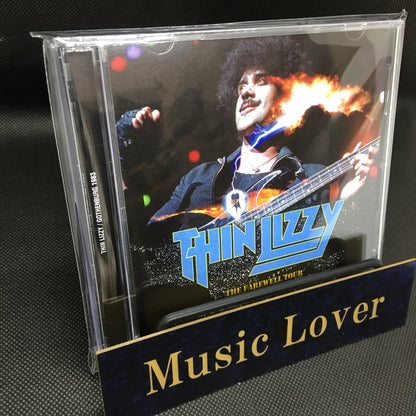 THIN LIZZY / GOTHENBURG 1983
THIN LIZZY
THE FAREWELL TOUR
Music Lover